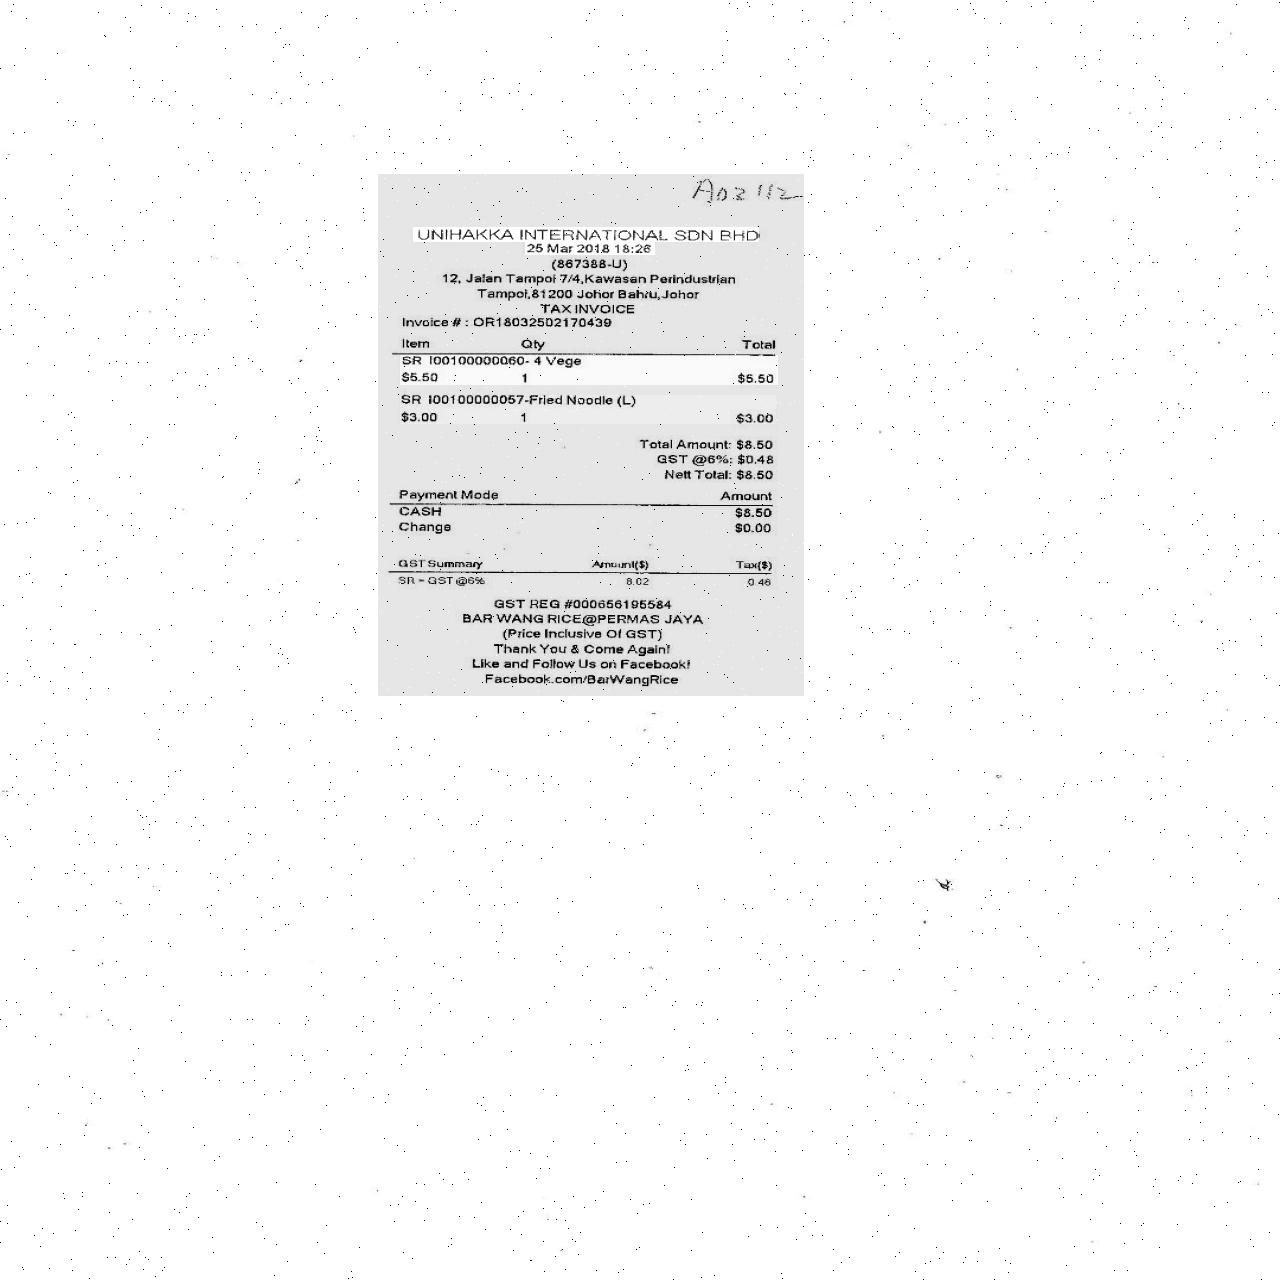 UNIHAKKA INTERNATIONAL SDN BHD
25 Mar 2018 18:26
(867388-U)
12, Jalan Tampoi 7/4,Kawasan Perindustrian
Tampoi,81200 Johor Bahru,Johor
TAX INVOICE
Invoice # : OR18032502170439
Item Qty Total
SR I00100000060- 4 Vege
$5.50 1 $5.50
SR I00100000057-Fried Noodle (L)
$3.00 1 $3.00
Total Amount: $8.50
GST @6%: $0.48
Nett Total: $8.50
Payment Mode Amount
CASH $8.50
Change $0.00
GST Summary Amount($) Tax($)
SR - GST @6% 8.02 0.48
GST REG #000656195584
BAR WANG RICE@PERMAS JAYA
(Price Inclusive Of GST)
Thank You & Come Again!
Like and Follow Us on Facebook!
Facebook.com/BarWangRice